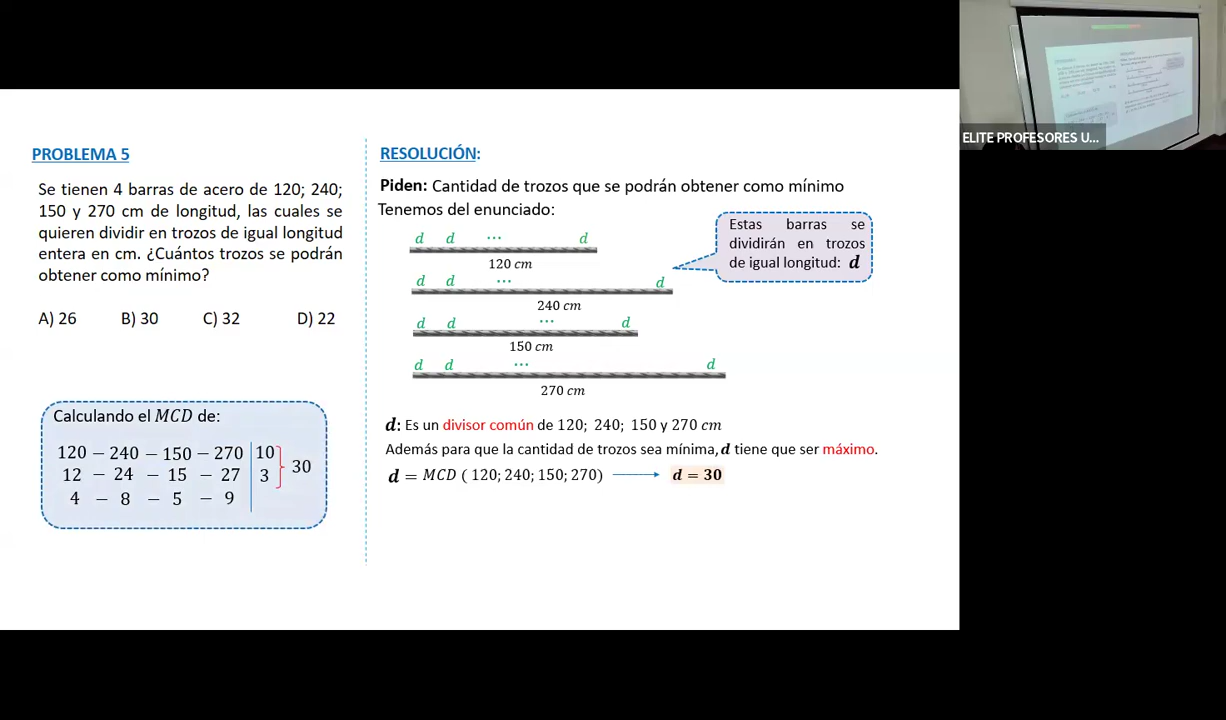 PROBLEMA 5
Se tienen 4 barras de acero de 120; 240;
150 y 270 cm de longitud, las cuales se
quieren dividir en trozos de igual longitud
entera en cm. ¿Cuántos trozos se podrán
obtener como mínimo?
A) 26 B) 30 C) 32 D) 22
Calculando el MCD de:
120 – 240 – 150 – 270 10
12 – 24 – 15 – 27 3
30
4 – 8 – 5 – 9
RESOLUCIÓN:
Piden: Cantidad de trozos que se podrán obtener como mínimo
Tenemos del enunciado:
d d ... d
120 cm
d d ... d
240 cm
d d ... d
150 cm
d d ... d
270 cm
Estas barras se
dividirán en trozos
de igual longitud: d
d: Es un divisor común de 120; 240; 150 y 270 cm
Además para que la cantidad de trozos sea mínima, d tiene que ser máximo.
d = MCD ( 120; 240; 150; 270) → d = 30
ELITE PROFESORES U...